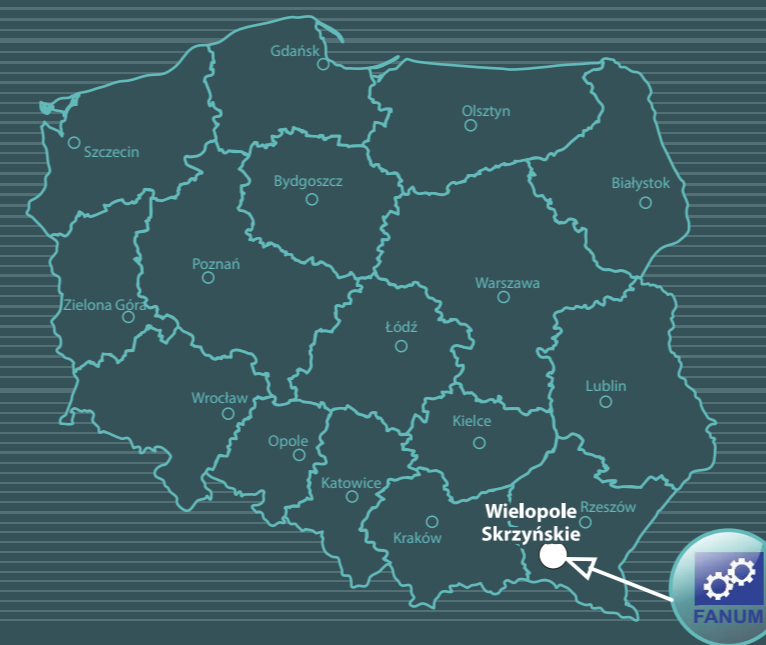 Gdańsk
Olsztyn
Szczecin
Bydgoszcz
Białystok
Poznań
Warszawa
Zielona Góra
Łódź
Lublin
Wrocław
Kielce
Opole
Katowice
Wielopole
Skrzyńskie
Rzeszów
Kraków
FANUM